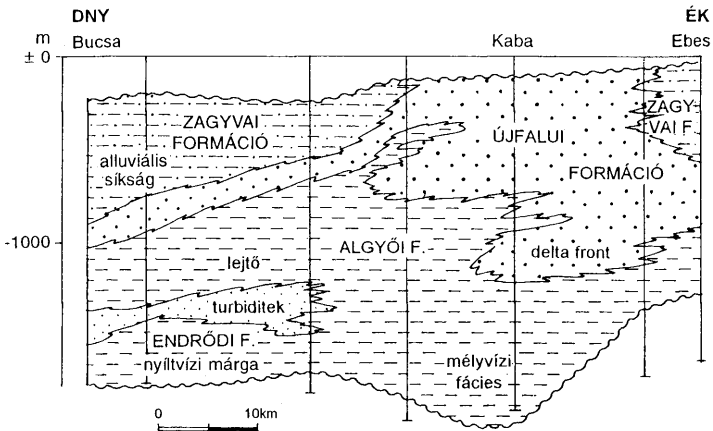 DNY
ÉK
m
Bucsa
Kaba
Ebes
± 0
ZAGYVAI
FORMÁCIÓ
ZAGY-
VAI F.
ÚJFALUI
alluviális
síkság
FORMÁCIÓ
-1000
ALGYŐI F.
delta front
lejtő
turbiditek
ENDRŐDI F.
nyíltvízi márga
mélyvízi
fácies
0
10km